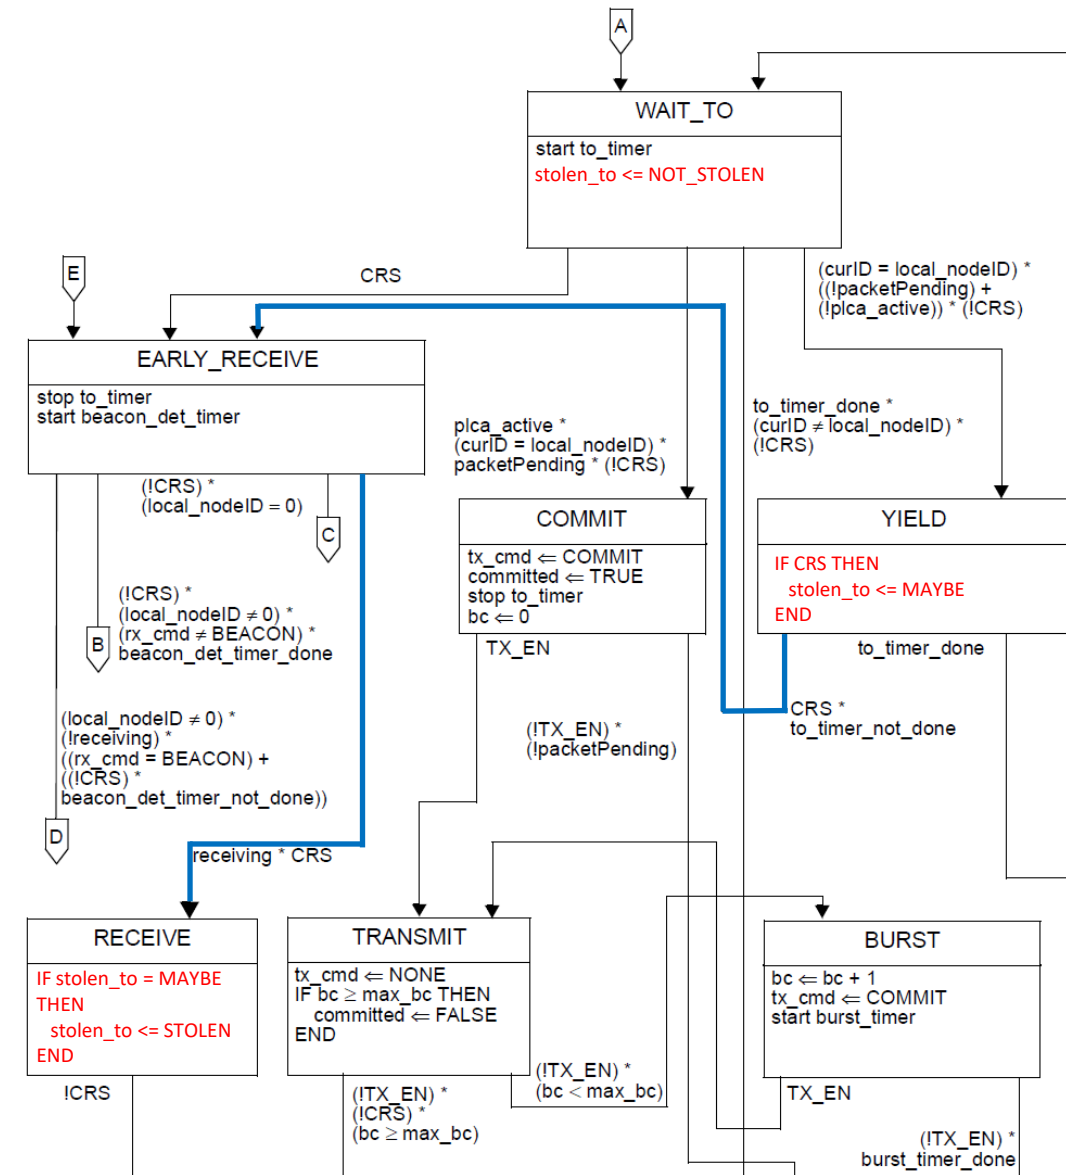 A
WAIT_TO
start to_timer
stolen_to <= NOT_STOLEN
E
CRS
(curID = local_nodeID) *
((!packetPending) +
(!plca_active)) * (!CRS)
EARLY_RECEIVE
stop to_timer
start beacon_det_timer
plca_active *
(curID = local_nodeID) *
packetPending * (!CRS)
to_timer_done *
(curID ≠ local_nodeID) *
(!CRS)
(!CRS) *
(local_nodeID = 0)
C
(!CRS) *
(local_nodeID ≠ 0) *
(rx_cmd ≠ BEACON) *
beacon_det_timer_done
B
(local_nodeID ≠ 0) *
(!receiving) *
((rx_cmd = BEACON) +
((!CRS) *
beacon_det_timer_not_done))
D
COMMIT
tx_cmd ⇐ COMMIT
committed ⇐ TRUE
stop to_timer
bc ⇐ 0
TX_EN
(!TX_EN) *
(!packetPending)
YIELD
IF CRS THEN
stolen_to <= MAYBE
END
to_timer_done
CRS *
to_timer_not_done
receiving * CRS
RECEIVE
IF stolen_to = MAYBE
THEN
stolen_to <= STOLEN
END
!CRS
TRANSMIT
tx_cmd ⇐ NONE
IF bc ≥ max_bc THEN
committed ⇐ FALSE
END
(!TX_EN) *
(!CRS) *
(bc ≥ max_bc)
(!TX_EN) *
(bc < max_bc)
BURST
bc ⇐ bc + 1
tx_cmd ⇐ COMMIT
start burst_timer
TX_EN
(!TX_EN) *
burst_timer_done